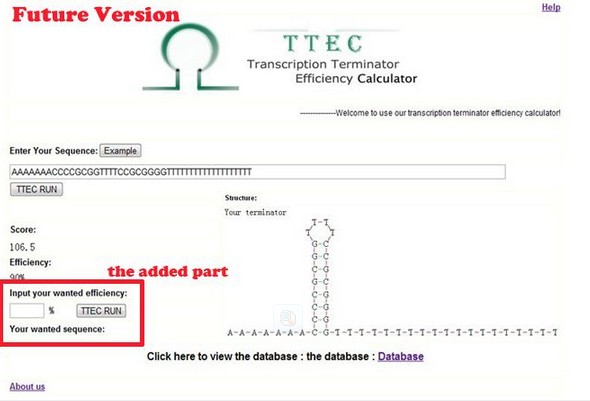 Future Version
Help
TTEC
Transcription Terminator
Efficiency Calculator
--------------Welcome to use our transcription terminator efficiency calculator!
Enter Your Sequence: Example
AAAAAAACCCCGCGGTTTTCCGCGGGGTTTTTTTTTTTTTTTTTTT
TTEC RUN
Structure:
Your terminator
Score:
106.5
Efficiency:
90%
the added part
Input your wanted efficiency:
% TTEC RUN
Your wanted sequence:
T-T
T T
G-C
G-C
C-G
G-C
C-G
C-G
C-G
A-A-A-A-A-A-A-C-G-T-T-T-T-T-T-T-T-T-T-T-T-T-T-T-T-T-T-T
Click here to view the database : the database : Database
About us